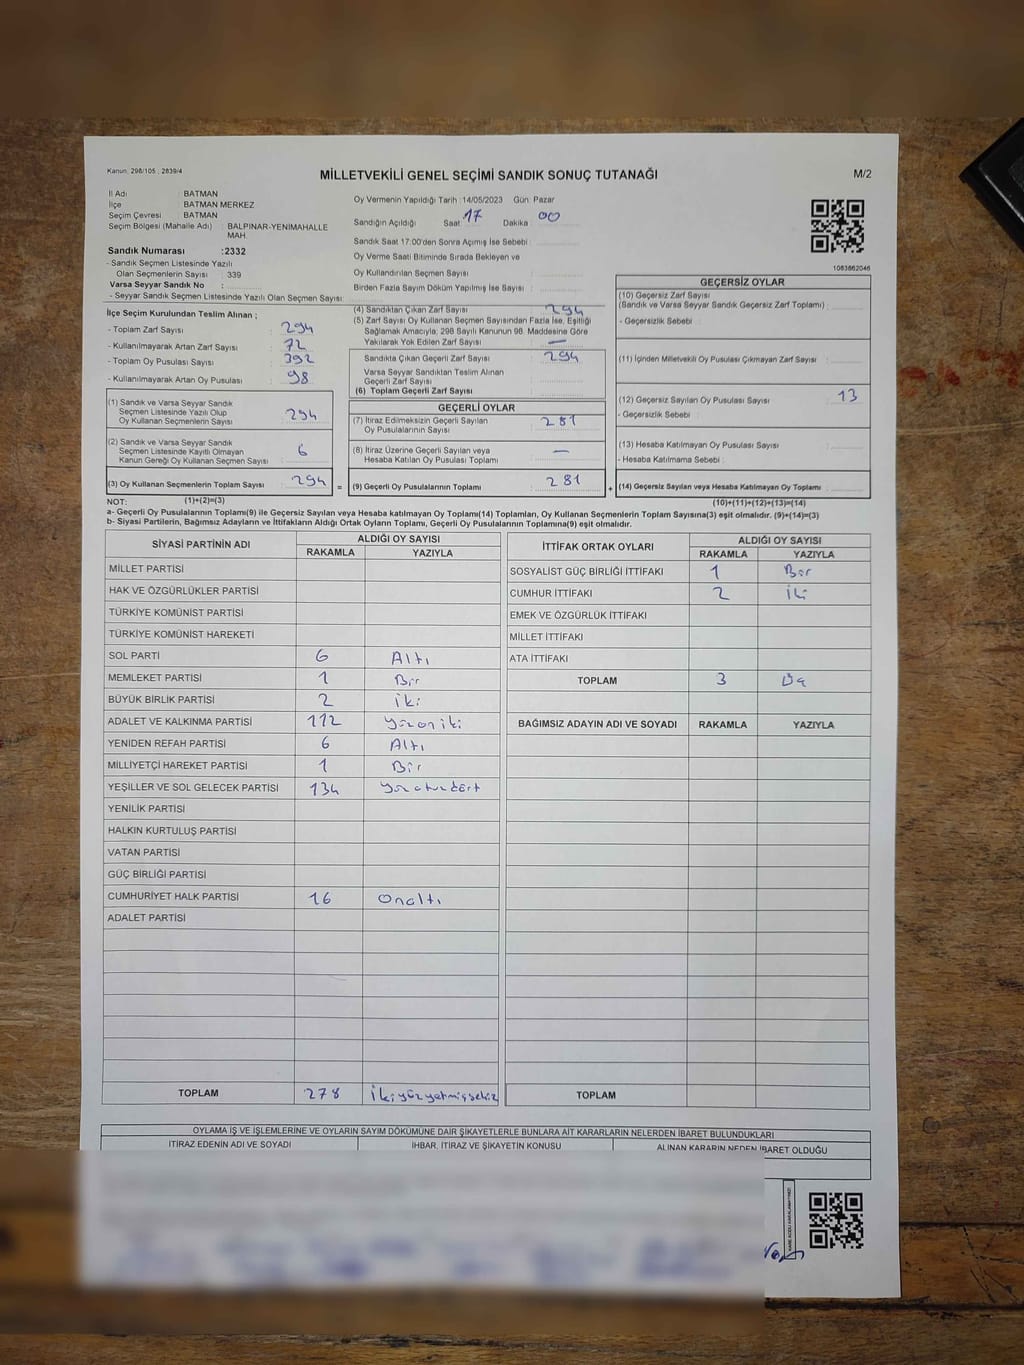 Kanun: 298/105 , 2839/4
MİLLETVEKİLİ GENEL SEÇİMİ SANDIK SONUÇ TUTANAĞI
M/2
İl Adı : BATMAN
İlçe : BATMAN MERKEZ
Seçim Çevresi : BATMAN
Seçim Bölgesi (Mahalle Adı) : BALPINAR-YENİMAHALLE MAH.
Sandık Numarası :2332
- Sandık Seçmen Listesinde Yazılı
Olan Seçmenlerin Sayısı : 339
Varsa Seyyar Sandık No :
- Seyyar Sandık Seçmen Listesinde Yazılı Olan Seçmen Sayısı:
Oy Vermenin Yapıldığı Tarih :14/05/2023 Gün: Pazar
Sandığın Açıldığı Saat : 17 Dakika : 00
Sandık Saat 17:00'den Sonra Açımış İse Sebebi :
Oy Verme Saati Bitiminde Sırada Bekleyen ve
Oy Kullandırılan Seçmen Sayısı
Birden Fazla Sayım Döküm Yapılmış İse Sayısı :
1083662046
İlçe Seçim Kurulundan Teslim Alınan ;
- Toplam Zarf Sayısı : 294
- Kullanılmayarak Artan Zarf Sayısı : 72
- Toplam Oy Pusulası Sayısı : 392
- Kullanılmayarak Artan Oy Pusulası : 98
(1) Sandık ve Varsa Seyyar Sandık
Seçmen Listesinde Yazılı Olup
Oy Kullanan Seçmenlerin Sayısı : 294
(2) Sandık ve Varsa Seyyar Sandık
Seçmen Listesinde Kayıtlı Olmayan
Kanun Gereği Oy Kullanan Seçmen Sayısı : 6
(3) Oy Kullanan Seçmenlerin Toplam Sayısı : 294 =
(4) Sandıktan Çıkan Zarf Sayısı : 294
(5) Zarf Sayısı Oy Kullanan Seçmen Sayısından Fazla İse, Eşitliği
Sağlamak Amacıyla; 298 Sayılı Kanunun 98. Maddesine Göre
Yakılarak Yok Edilen Zarf Sayısı : —
Sandıkta Çıkan Geçerli Zarf Sayısı : 294
Varsa Seyyar Sandıktan Teslim Alınan
Geçerli Zarf Sayısı
(6) Toplam Geçerli Zarf Sayısı :
GEÇERLİ OYLAR
(7) İtiraz Edilmeksizin Geçerli Sayılan
Oy Pusulalarının Sayısı : 281
(8) İtiraz Üzerine Geçerli Sayılan veya
Hesaba Katılan Oy Pusulası Toplamı : —
(9) Geçerli Oy Pusulalarının Toplamı : 281 +
GEÇERSİZ OYLAR
(10) Geçersiz Zarf Sayısı
(Sandık ve Varsa Seyyar Sandık Geçersiz Zarf Toplamı) :
- Geçersizlik Sebebi :
(11) İçinden Milletvekili Oy Pusulası Çıkmayan Zarf Sayısı :
(12) Geçersiz Sayılan Oy Pusulası Sayısı : 13
- Geçersizlik Sebebi :
(13) Hesaba Katılmayan Oy Pusulası Sayısı :
- Hesaba Katılmama Sebebi :
(14) Geçersiz Sayılan veya Hesaba Katılmayan Oy Toplamı :
NOT: (1)+(2)=(3)
(10)+(11)+(12)+(13)=(14)
a- Geçerli Oy Pusulalarının Toplamı(9) ile Geçersiz Sayılan veya Hesaba katılmayan Oy Toplamı(14) Toplamları, Oy Kullanan Seçmenlerin Toplam Sayısına(3) eşit olmalıdır. (9)+(14)=(3)
b- Siyasi Partilerin, Bağımsız Adayların ve İttifakların Aldığı Ortak Oyların Toplamı, Geçerli Oy Pusulalarının Toplamına(9) eşit olmalıdır.
SİYASİ PARTİNİN ADI ALDIĞI OY SAYISI
RAKAMLA YAZIYLA
MİLLET PARTİSİ
HAK VE ÖZGÜRLÜKLER PARTİSİ
TÜRKİYE KOMÜNİST PARTİSİ
TÜRKİYE KOMÜNİST HAREKETİ
SOL PARTİ 6 Altı
MEMLEKET PARTİSİ 1 Bir
BÜYÜK BİRLİK PARTİSİ 2 iki
ADALET VE KALKINMA PARTİSİ 112 yüzoniki
YENİDEN REFAH PARTİSİ 6 Altı
MİLLİYETÇİ HAREKET PARTİSİ 1 Bir
YEŞİLLER VE SOL GELECEK PARTİSİ 134 yüzotuzdört
YENİLİK PARTİSİ
HALKIN KURTULUŞ PARTİSİ
VATAN PARTİSİ
GÜÇ BİRLİĞİ PARTİSİ
CUMHURİYET HALK PARTİSİ 16 Onaltı
ADALET PARTİSİ
TOPLAM 278 ikiyüzyetmişsekiz
İTTİFAK ORTAK OYLARI ALDIĞI OY SAYISI
RAKAMLA YAZIYLA
SOSYALİST GÜÇ BİRLİĞİ İTTİFAKI 1 Bir
CUMHUR İTTİFAKI 2 iki
EMEK VE ÖZGÜRLÜK İTTİFAKI
MİLLET İTTİFAKI
ATA İTTİFAKI
TOPLAM 3 Üç
BAĞIMSIZ ADAYIN ADI VE SOYADI RAKAMLA YAZIYLA
TOPLAM
OYLAMA İŞ VE İŞLEMLERİNE VE OYLARIN SAYIM DÖKÜMÜNE DAİR ŞİKAYETLERLE BUNLARA AİT KARARLARIN NELERDEN İBARET BULUNDUKLARI
İTİRAZ EDENİN ADI VE SOYADI İHBAR, İTİRAZ VE ŞİKAYETİN KONUSU ALINAN KARARIN NEDEN İBARET OLDUĞU